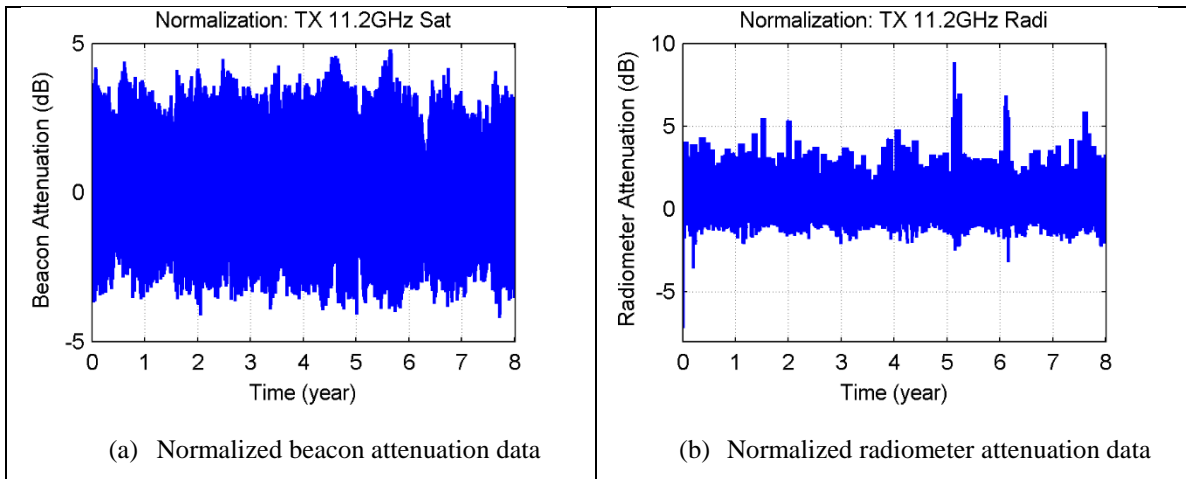 Normalization: TX 11.2GHz Sat
5
0
-5
Beacon Attenuation (dB)
0 1 2 3 4 5 6 7 8
Time (year)
(a) Normalized beacon attenuation data
Normalization: TX 11.2GHz Radi
10
5
0
-5
Radiometer Attenuation (dB)
0 1 2 3 4 5 6 7 8
Time (year)
(b) Normalized radiometer attenuation data